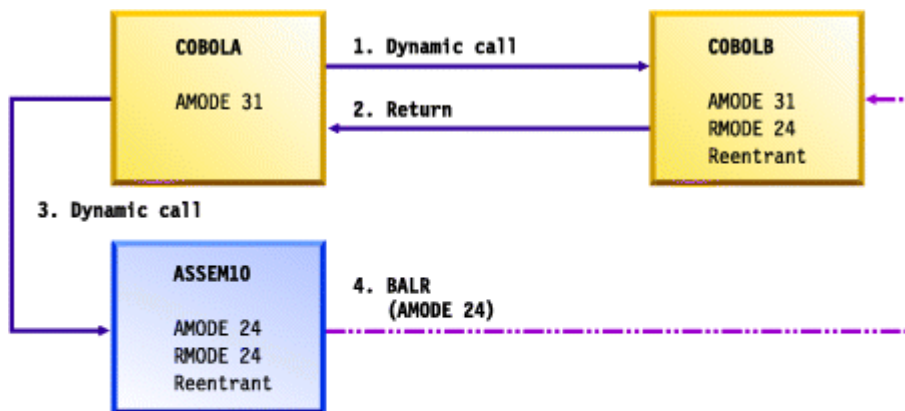 COBOLA
AMODE 31
1. Dynamic call
2. Return
COBOLB
AMODE 31
RMODE 24
Reentrant
3. Dynamic call
ASSEM10
AMODE 24
RMODE 24
Reentrant
4. BALR
(AMODE 24)